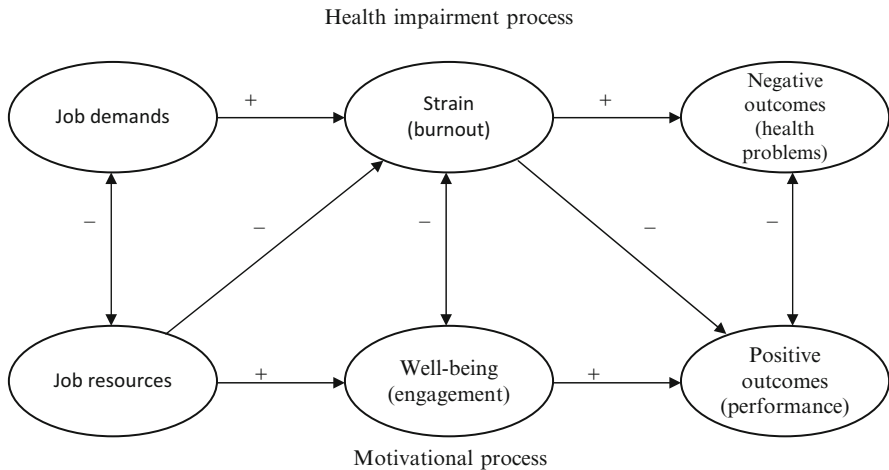 Health impairment process
Job demands
+
Strain
(burnout)
+
Negative
outcomes
(health
problems)
–
–
–
–
–
Job resources
+
Well-being
(engagement)
+
Positive
outcomes
(performance)
Motivational process